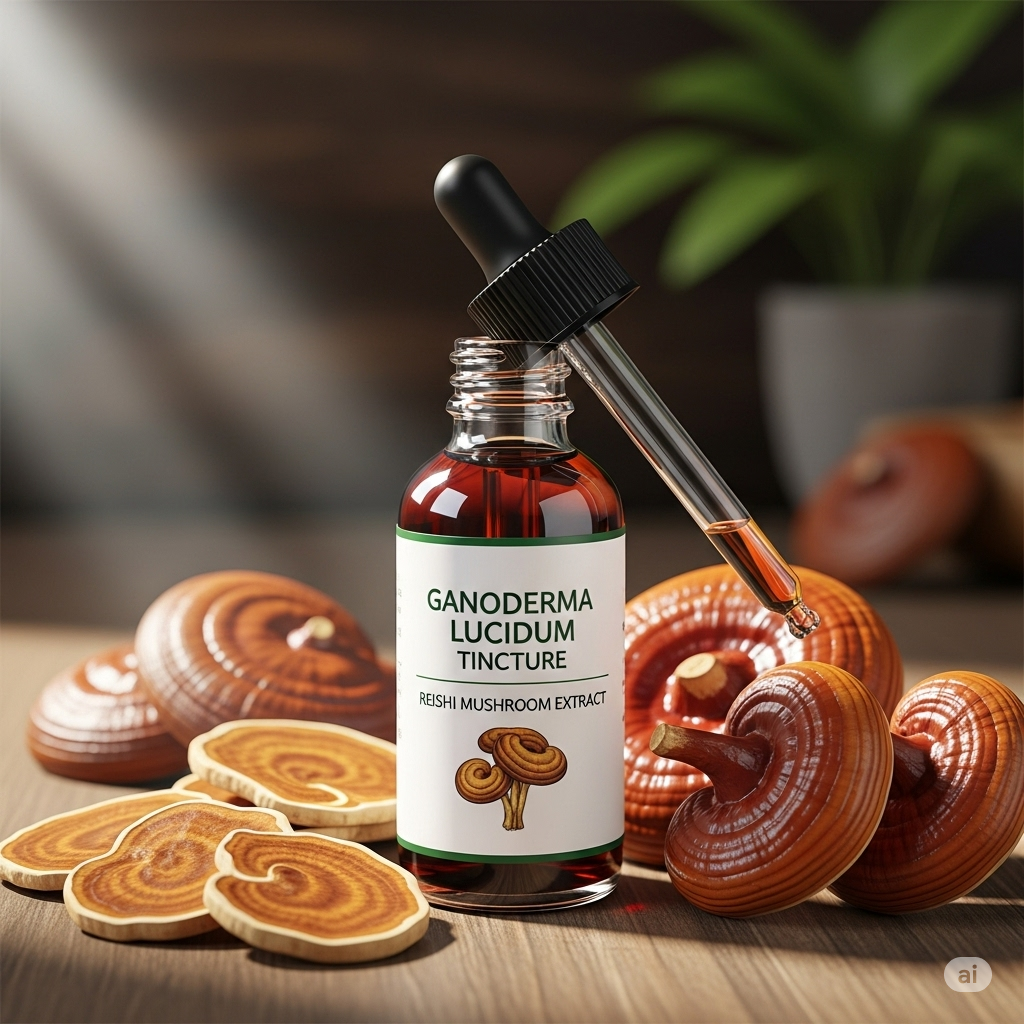 GANODERMA
LUCIDUM
TINCTURE
REISHI MUSHROOM EXTRACT
ai